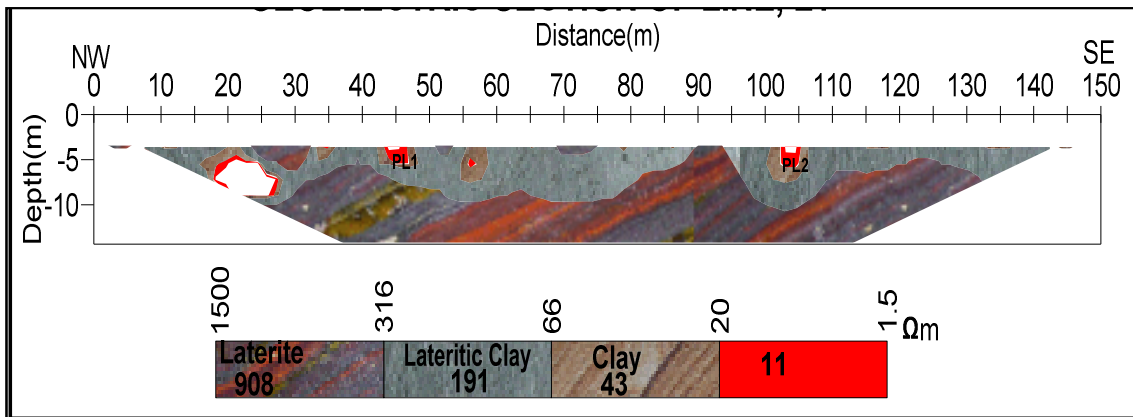 Distance(m)
NW
SE
0 10 20 30 40 50 60 70 80 90 100 110 120 130 140 150
Depth(m)
0
-5
-10
PL1
PL2
1500 316 66 20 1.5 Ωm
Laterite
908
Lateritic Clay
191
Clay
43
11